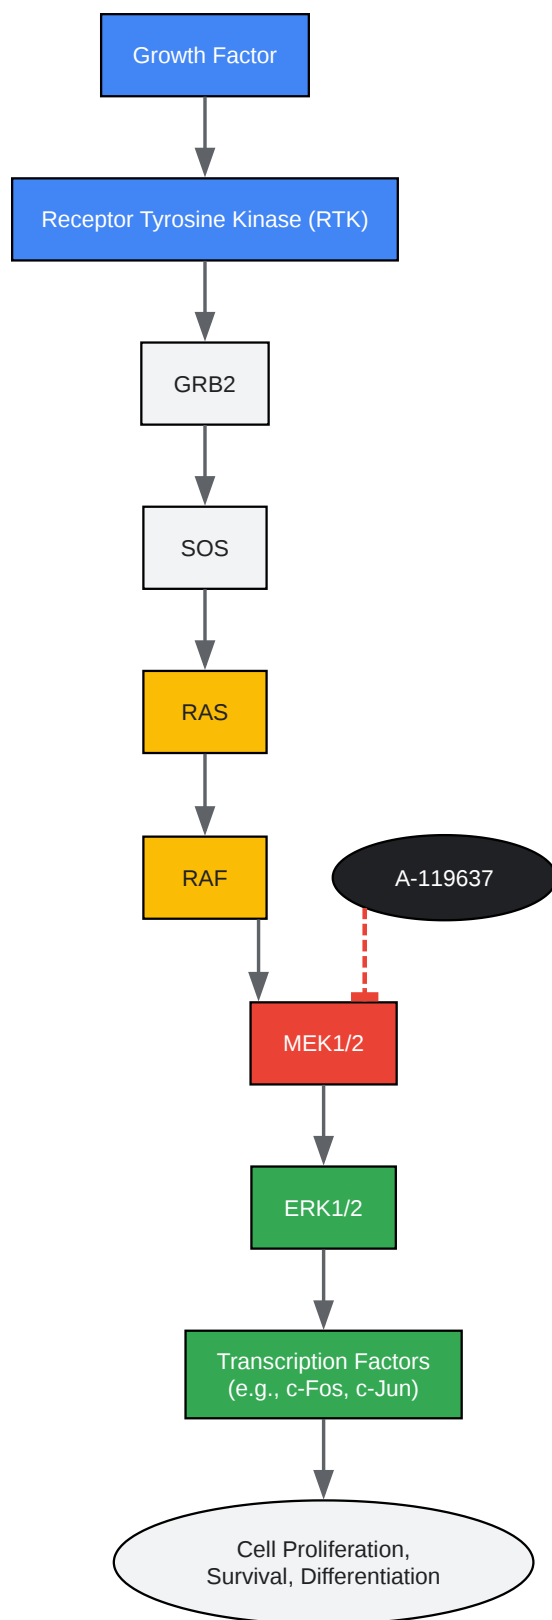 Growth Factor
Receptor Tyrosine Kinase (RTK)
GRB2
SOS
RAS
RAF
A-119637
MEK1/2
ERK1/2
Transcription Factors
(e.g., c-Fos, c-Jun)
Cell Proliferation,
Survival, Differentiation